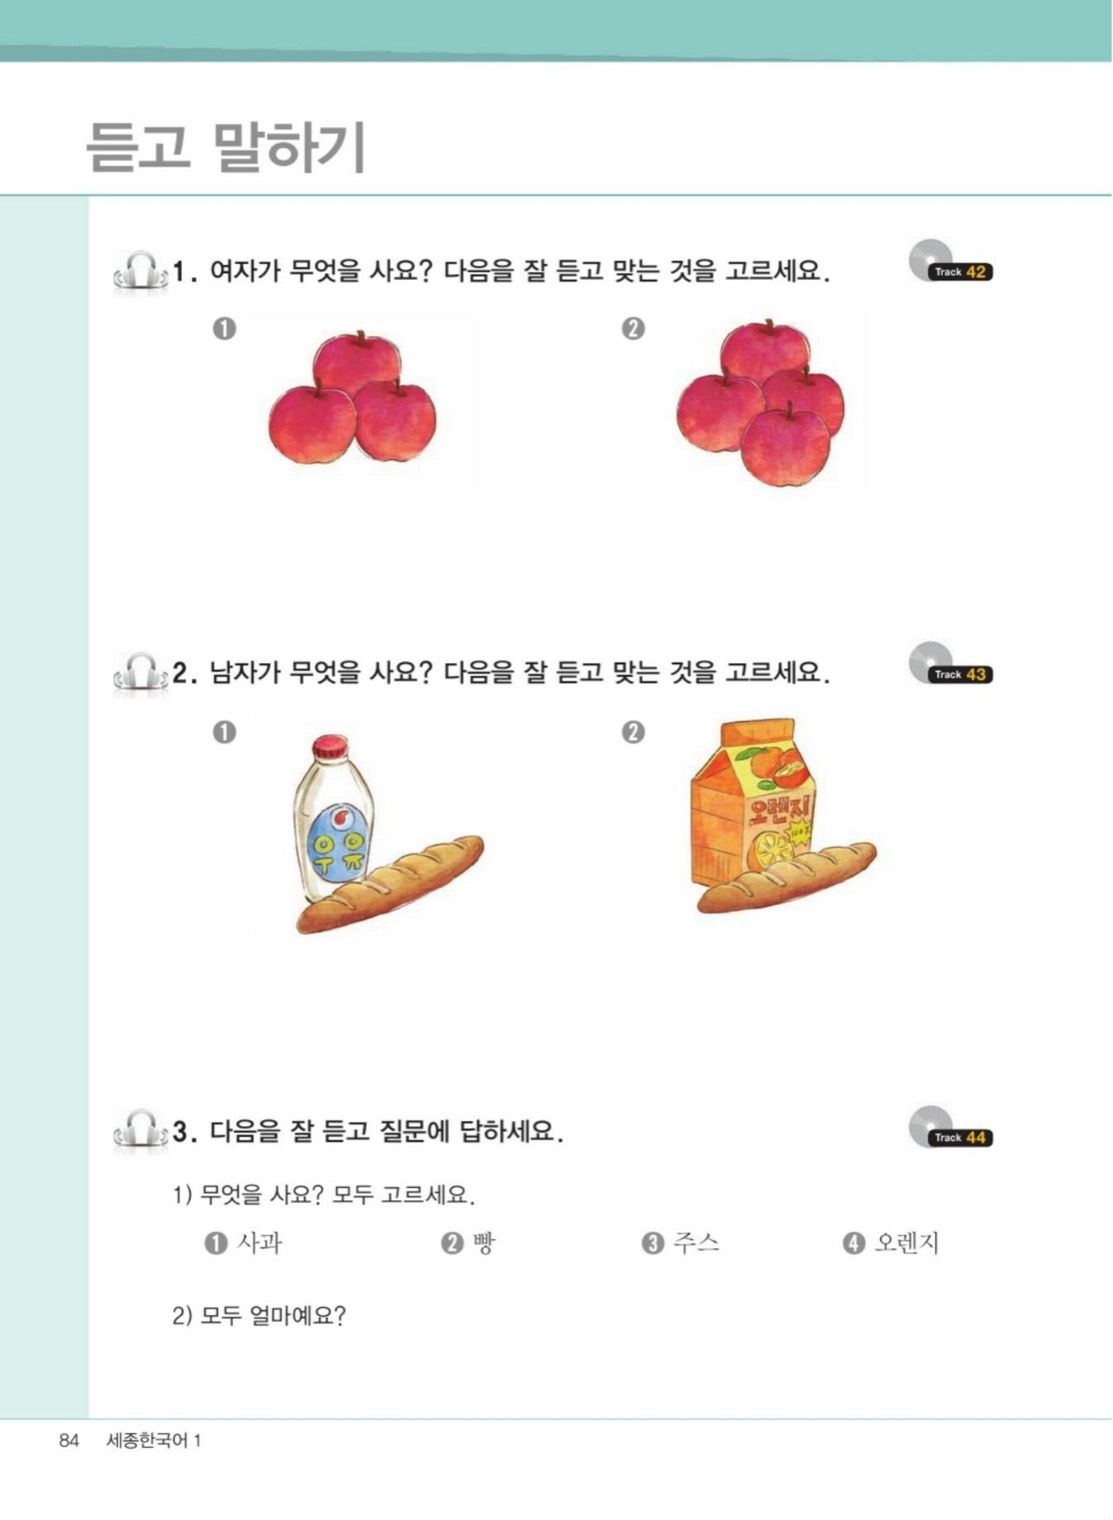 듣고 말하기
1. 여자가 무엇을 사요? 다음을 잘 듣고 맞는 것을 고르세요.
Track 42
❶
❷
2. 남자가 무엇을 사요? 다음을 잘 듣고 맞는 것을 고르세요.
Track 43
❶
우유
❷
오렌지
100%
3. 다음을 잘 듣고 질문에 답하세요.
Track 44
1) 무엇을 사요? 모두 고르세요.
❶ 사과 ❷ 빵 ❸ 주스 ❹ 오렌지
2) 모두 얼마예요?
84 세종한국어 1